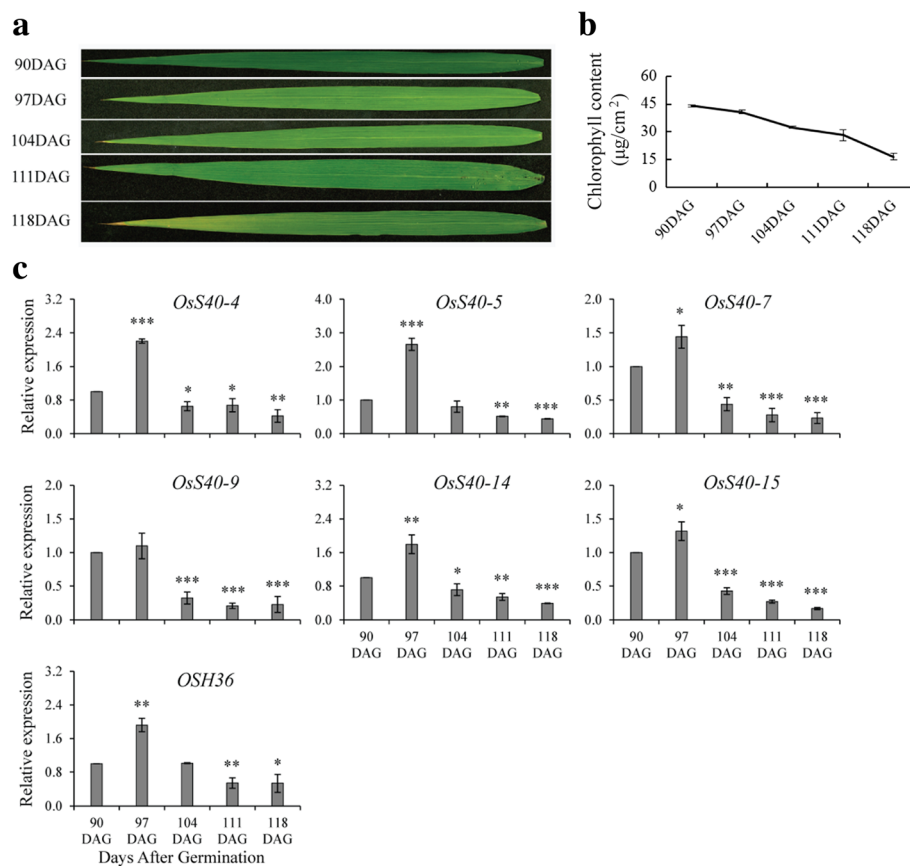 a
90DAG
97DAG
104DAG
111DAG
118DAG
b
Chlorophyll content
(μg/cm²)
60
45
30
15
0
90DAG
97DAG
104DAG
111DAG
118DAG
c
OsS40-4
Relative expression
3.2
2.4
1.6
0.8
0.0
***
*
*
**
OsS40-5
4.0
3.0
2.0
1.0
0.0
***
**
***
OsS40-7
2.0
1.5
1.0
0.5
0.0
*
**
***
***
OsS40-9
Relative expression
2.0
1.5
1.0
0.5
0.0
***
***
***
OsS40-14
3.2
2.4
1.6
0.8
0.0
**
*
**
***
90 97 104 111 118
DAG DAG DAG DAG DAG
OsS40-15
2.0
1.5
1.0
0.5
0.0
*
***
***
***
90 97 104 111 118
DAG DAG DAG DAG DAG
OSH36
Relative expression
3.2
2.4
1.6
0.8
0.0
**
**
*
90 97 104 111 118
DAG DAG DAG DAG DAG
Days After Germination